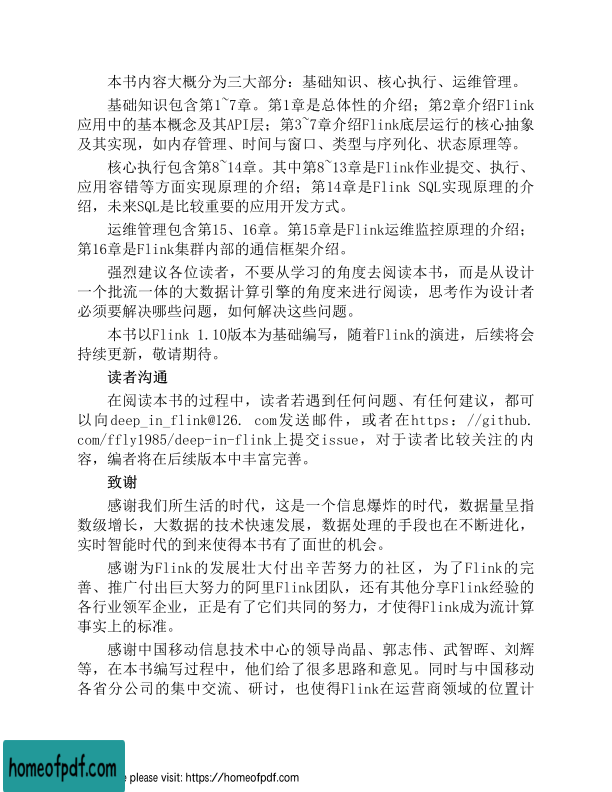 本书内容大概分为三大部分：基础知识、核心执行、运维管理。
基础知识包含第1~7章。第1章是总体性的介绍；第2章介绍Flink
应用中的基本概念及其API层；第3~7章介绍Flink底层运行的核心抽象
及其实现，如内存管理、时间与窗口、类型与序列化、状态原理等。
核心执行包含第8~14章。其中第8~13章是Flink作业提交、执行、
应用容错等方面实现原理的介绍；第14章是Flink SQL实现原理的介
绍，未来SQL是比较重要的应用开发方式。
运维管理包含第15、16章。第15章是Flink运维监控原理的介绍；
第16章是Flink集群内部的通信框架介绍。
强烈建议各位读者，不要从学习的角度去阅读本书，而是从设计
一个批流一体的大数据计算引擎的角度来进行阅读，思考作为设计者
必须要解决哪些问题，如何解决这些问题。
本书以Flink 1.10版本为基础编写，随着Flink的演进，后续将会
持续更新，敬请期待。
读者沟通
在阅读本书的过程中，读者若遇到任何问题、有任何建议，都可
以向deep_in_flink@126. com发送邮件，或者在https：//github.
com/ffly1985/deep-in-flink上提交issue，对于读者比较关注的内
容，编者将在后续版本中丰富完善。
致谢
感谢我们所生活的时代，这是一个信息爆炸的时代，数据量呈指
数级增长，大数据的技术快速发展，数据处理的手段也在不断进化，
实时智能时代的到来使得本书有了面世的机会。
感谢为Flink的发展壮大付出辛苦努力的社区，为了Flink的完
善、推广付出巨大努力的阿里Flink团队，还有其他分享Flink经验的
各行业领军企业，正是有了它们共同的努力，才使得Flink成为流计算
事实上的标准。
感谢中国移动信息技术中心的领导尚晶、郭志伟、武智晖、刘辉
等，在本书编写过程中，他们给了很多思路和意见。同时与中国移动
各省分公司的集中交流、研讨，也使得Flink在运营商领域的位置计
homeofpdf.com
e please visit: https://homeofpdf.com